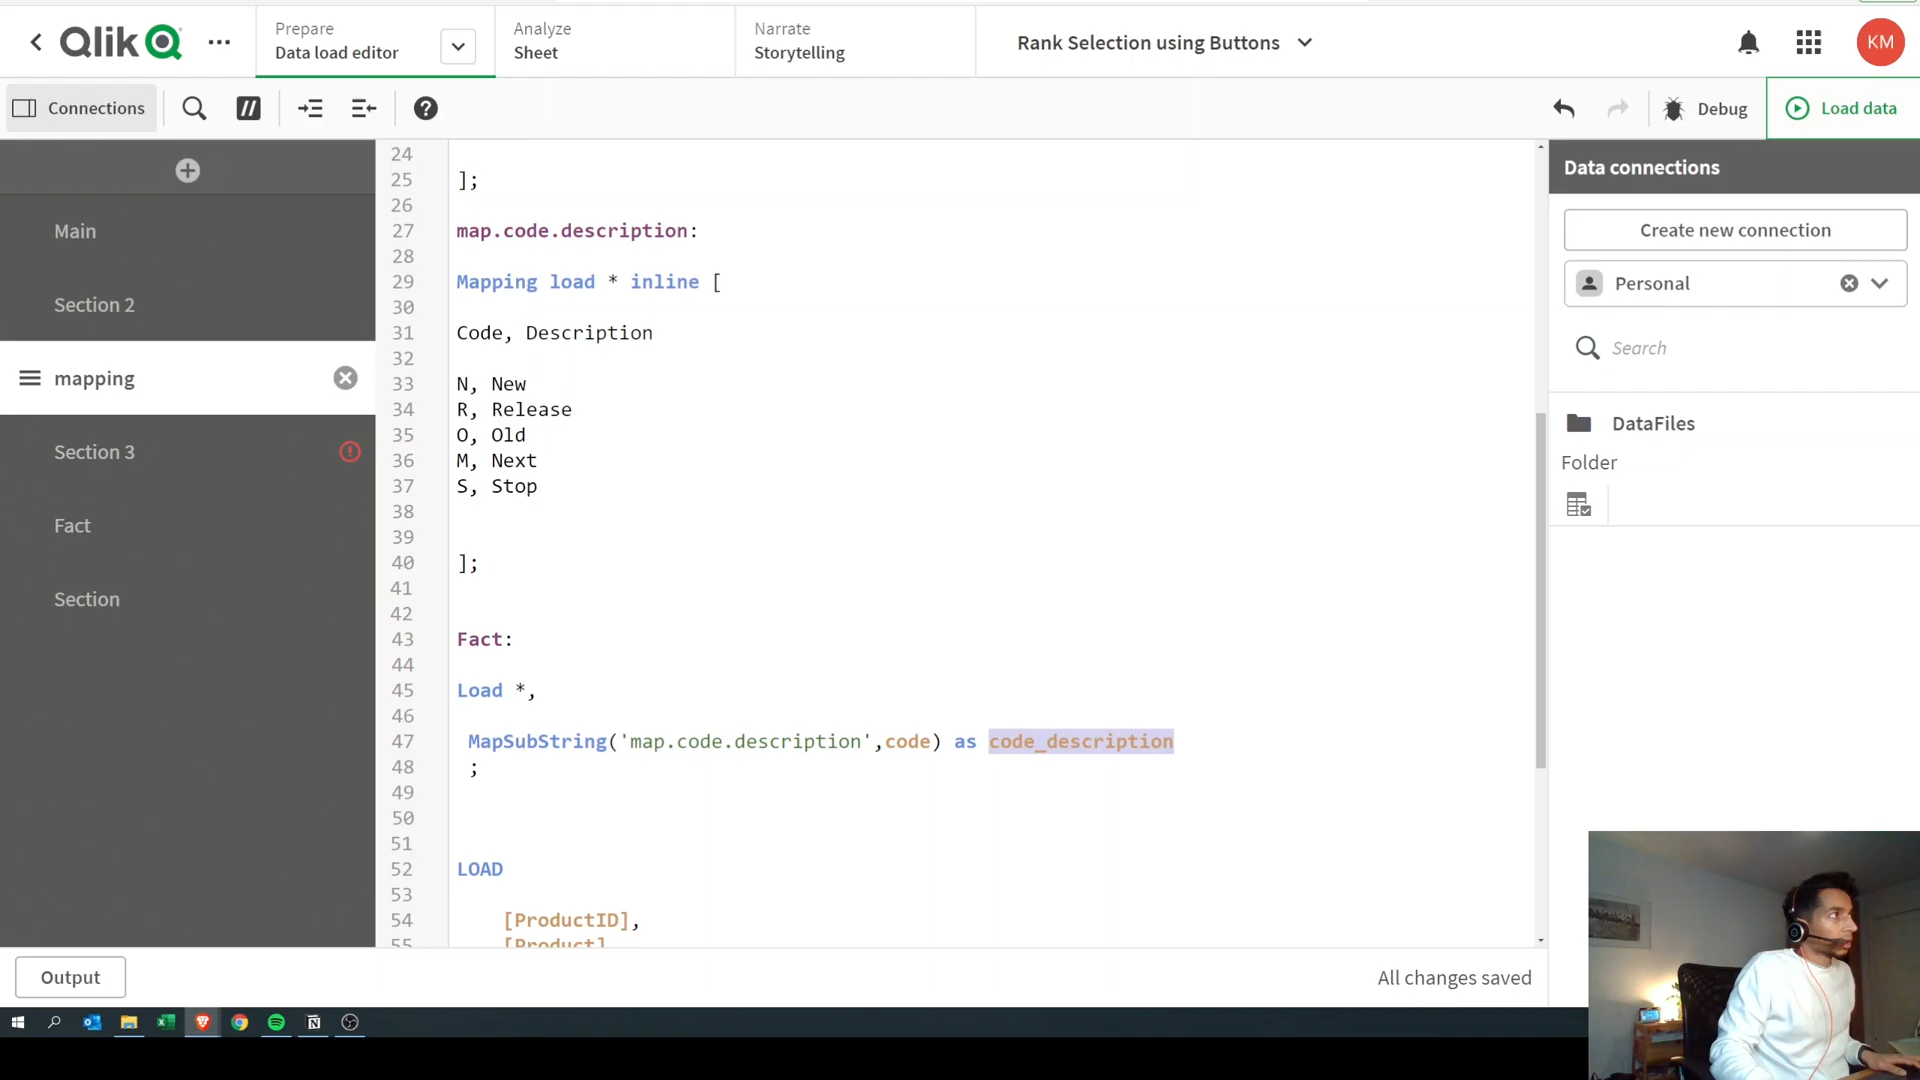 Qlik
Prepare
Data load editor
Analyze
Sheet
Narrate
Storytelling
Rank Selection using Buttons
KM
Connections
//
?
Debug
Load data
Main
Section 2
mapping
Section 3
Fact
Section
24
25 ];
26
27 map.code.description:
28
29 Mapping load * inline [
30
31 Code, Description
32
33 N, New
34 R, Release
35 O, Old
36 M, Next
37 S, Stop
38
39
40 ];
41
42
43 Fact:
44
45 Load *,
46
47 MapSubString('map.code.description',code) as code_description
48 ;
49
50
51
52 LOAD
53
54 [ProductID],
55 [Product]
Data connections
Create new connection
Personal
Search
DataFiles
Folder
Output
All changes saved